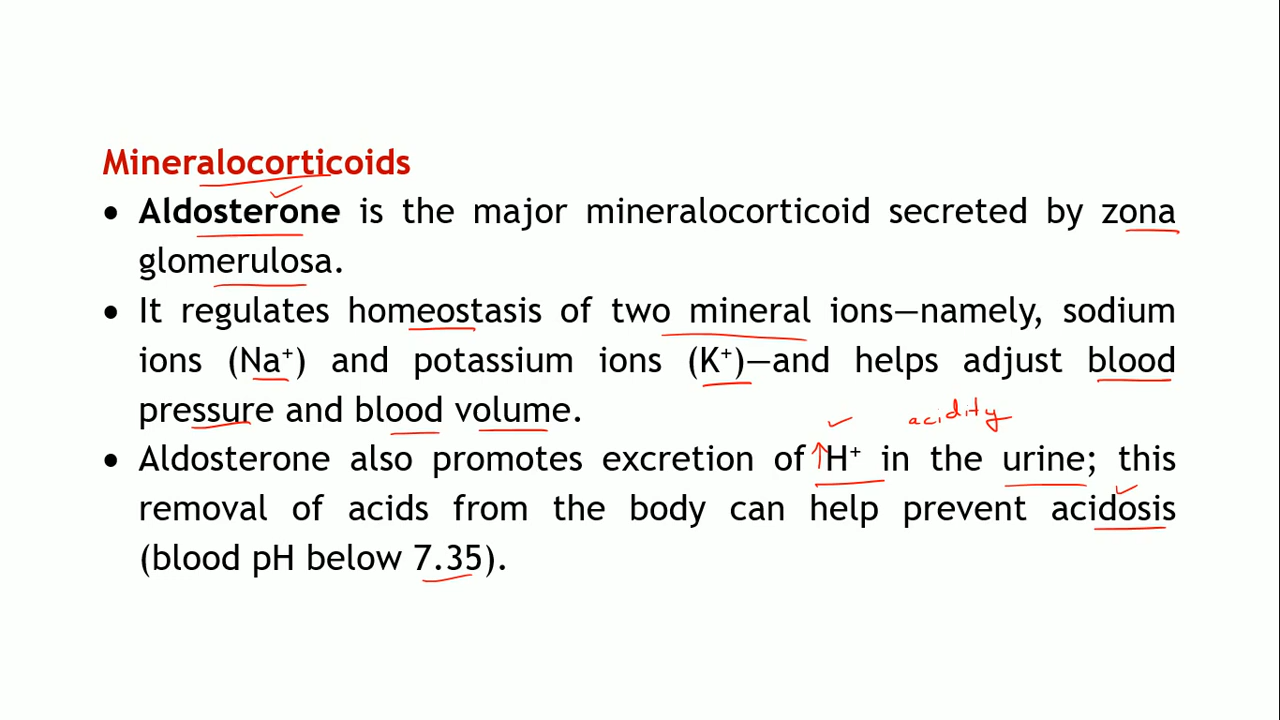 Mineralocorticoids
• Aldosterone is the major mineralocorticoid secreted by zona
glomerulosa.
• It regulates homeostasis of two mineral ions—namely, sodium
ions (Na⁺) and potassium ions (K⁺)—and helps adjust blood
pressure and blood volume.
acidity
• Aldosterone also promotes excretion of ↑H⁺ in the urine; this
removal of acids from the body can help prevent acidosis
(blood pH below 7.35).